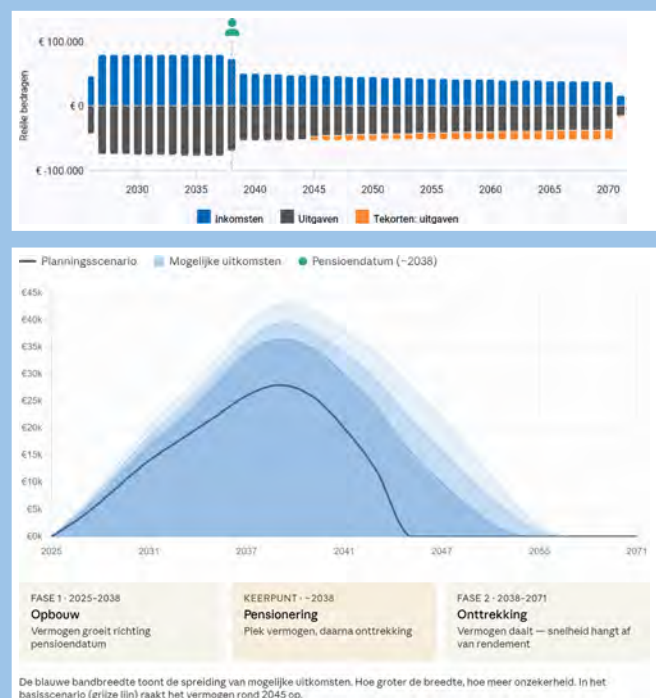 € 100.000
€ 0
€ -100.000
Reële bedragen
2030 2035 2040 2045 2050 2055 2060 2065 2070
Inkomsten Uitgaven Tekorten: uitgaven
Planningsscenario Mogelijke uitkomsten Pensioendatum (~2038)
€45k
€40k
€35k
€30k
€25k
€20k
€15k
€10k
€5k
€0k
2025 2031 2037 2041 2047 2055 2071
FASE 1 · 2025–2038
Opbouw
Vermogen groeit richting
pensioendatum
KEERPUNT · ~2038
Pensionering
Piek vermogen, daarna onttrekking
FASE 2 · 2038–2071
Onttrekking
Vermogen daalt — snelheid hangt af
van rendement
De blauwe bandbreedte toont de spreiding van mogelijke uitkomsten. Hoe groter de breedte, hoe meer onzekerheid. In het
basisscenario (grijze lijn) raakt het vermogen rond 2045 op.